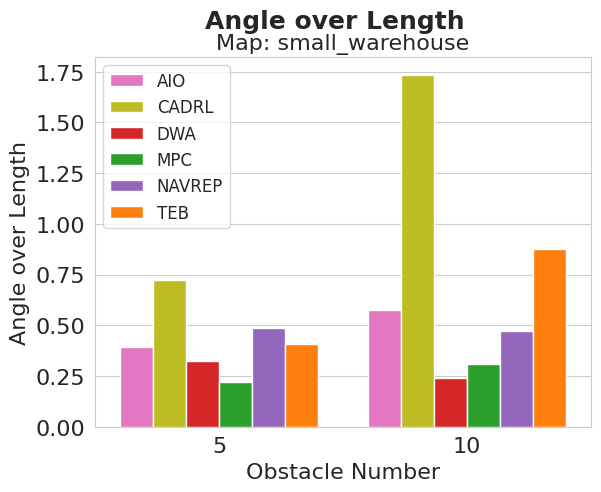 Angle over Length
Map: small_warehouse
Angle over Length
1.75
1.50
1.25
1.00
0.75
0.50
0.25
0.00
AIO
CADRL
DWA
MPC
NAVREP
TEB
5
10
Obstacle Number